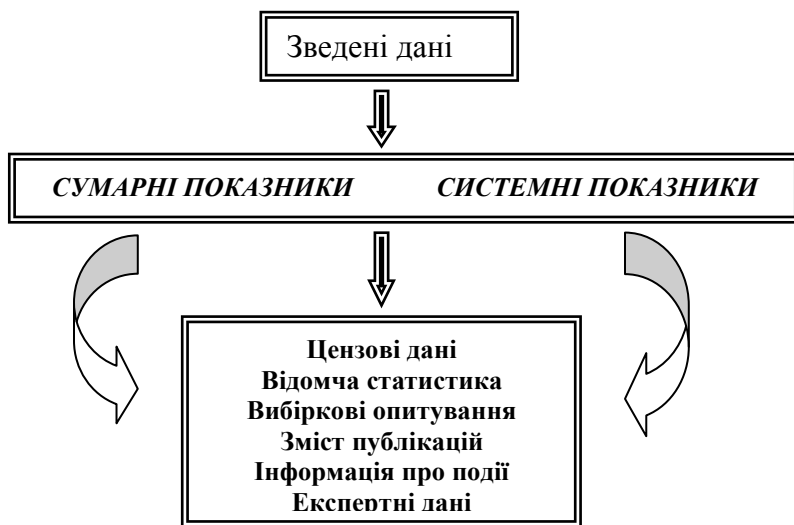 Зведені дані
СУМАРНІ ПОКАЗНИКИ СИСТЕМНІ ПОКАЗНИКИ
Цензові дані
Відомча статистика
Вибіркові опитування
Зміст публікацій
Інформація про події
Експертні дані